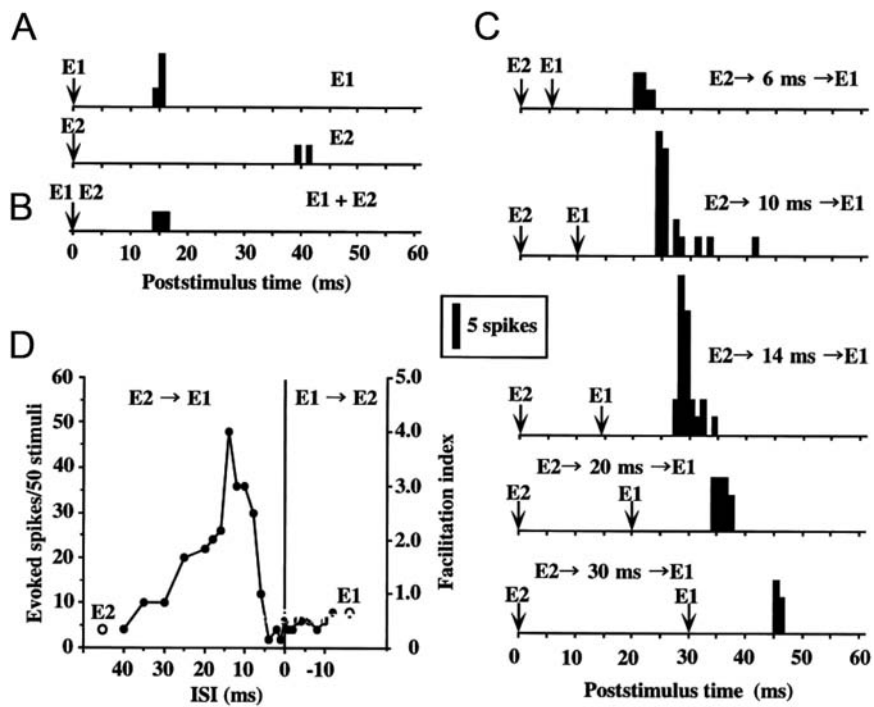 A
E1
E1
E2
E2
B
E1 E2
E1 + E2
0 10 20 30 40 50 60
Poststimulus time (ms)
C
E2 E1
E2→ 6 ms →E1
E2 E1
E2→ 10 ms →E1
5 spikes
E2 E1
E2→ 14 ms →E1
E2→ 20 ms →E1
E2 E1
E2→ 30 ms →E1
E2 E1
0 10 20 30 40 50 60
Poststimulus time (ms)
D
E2 → E1
E1 → E2
60
50
40
30
20
10
0
Evoked spikes/50 stimuli
5.0
4.0
3.0
2.0
1.0
0
Facilitation index
E2
E1
40 30 20 10 0 -10
ISI (ms)